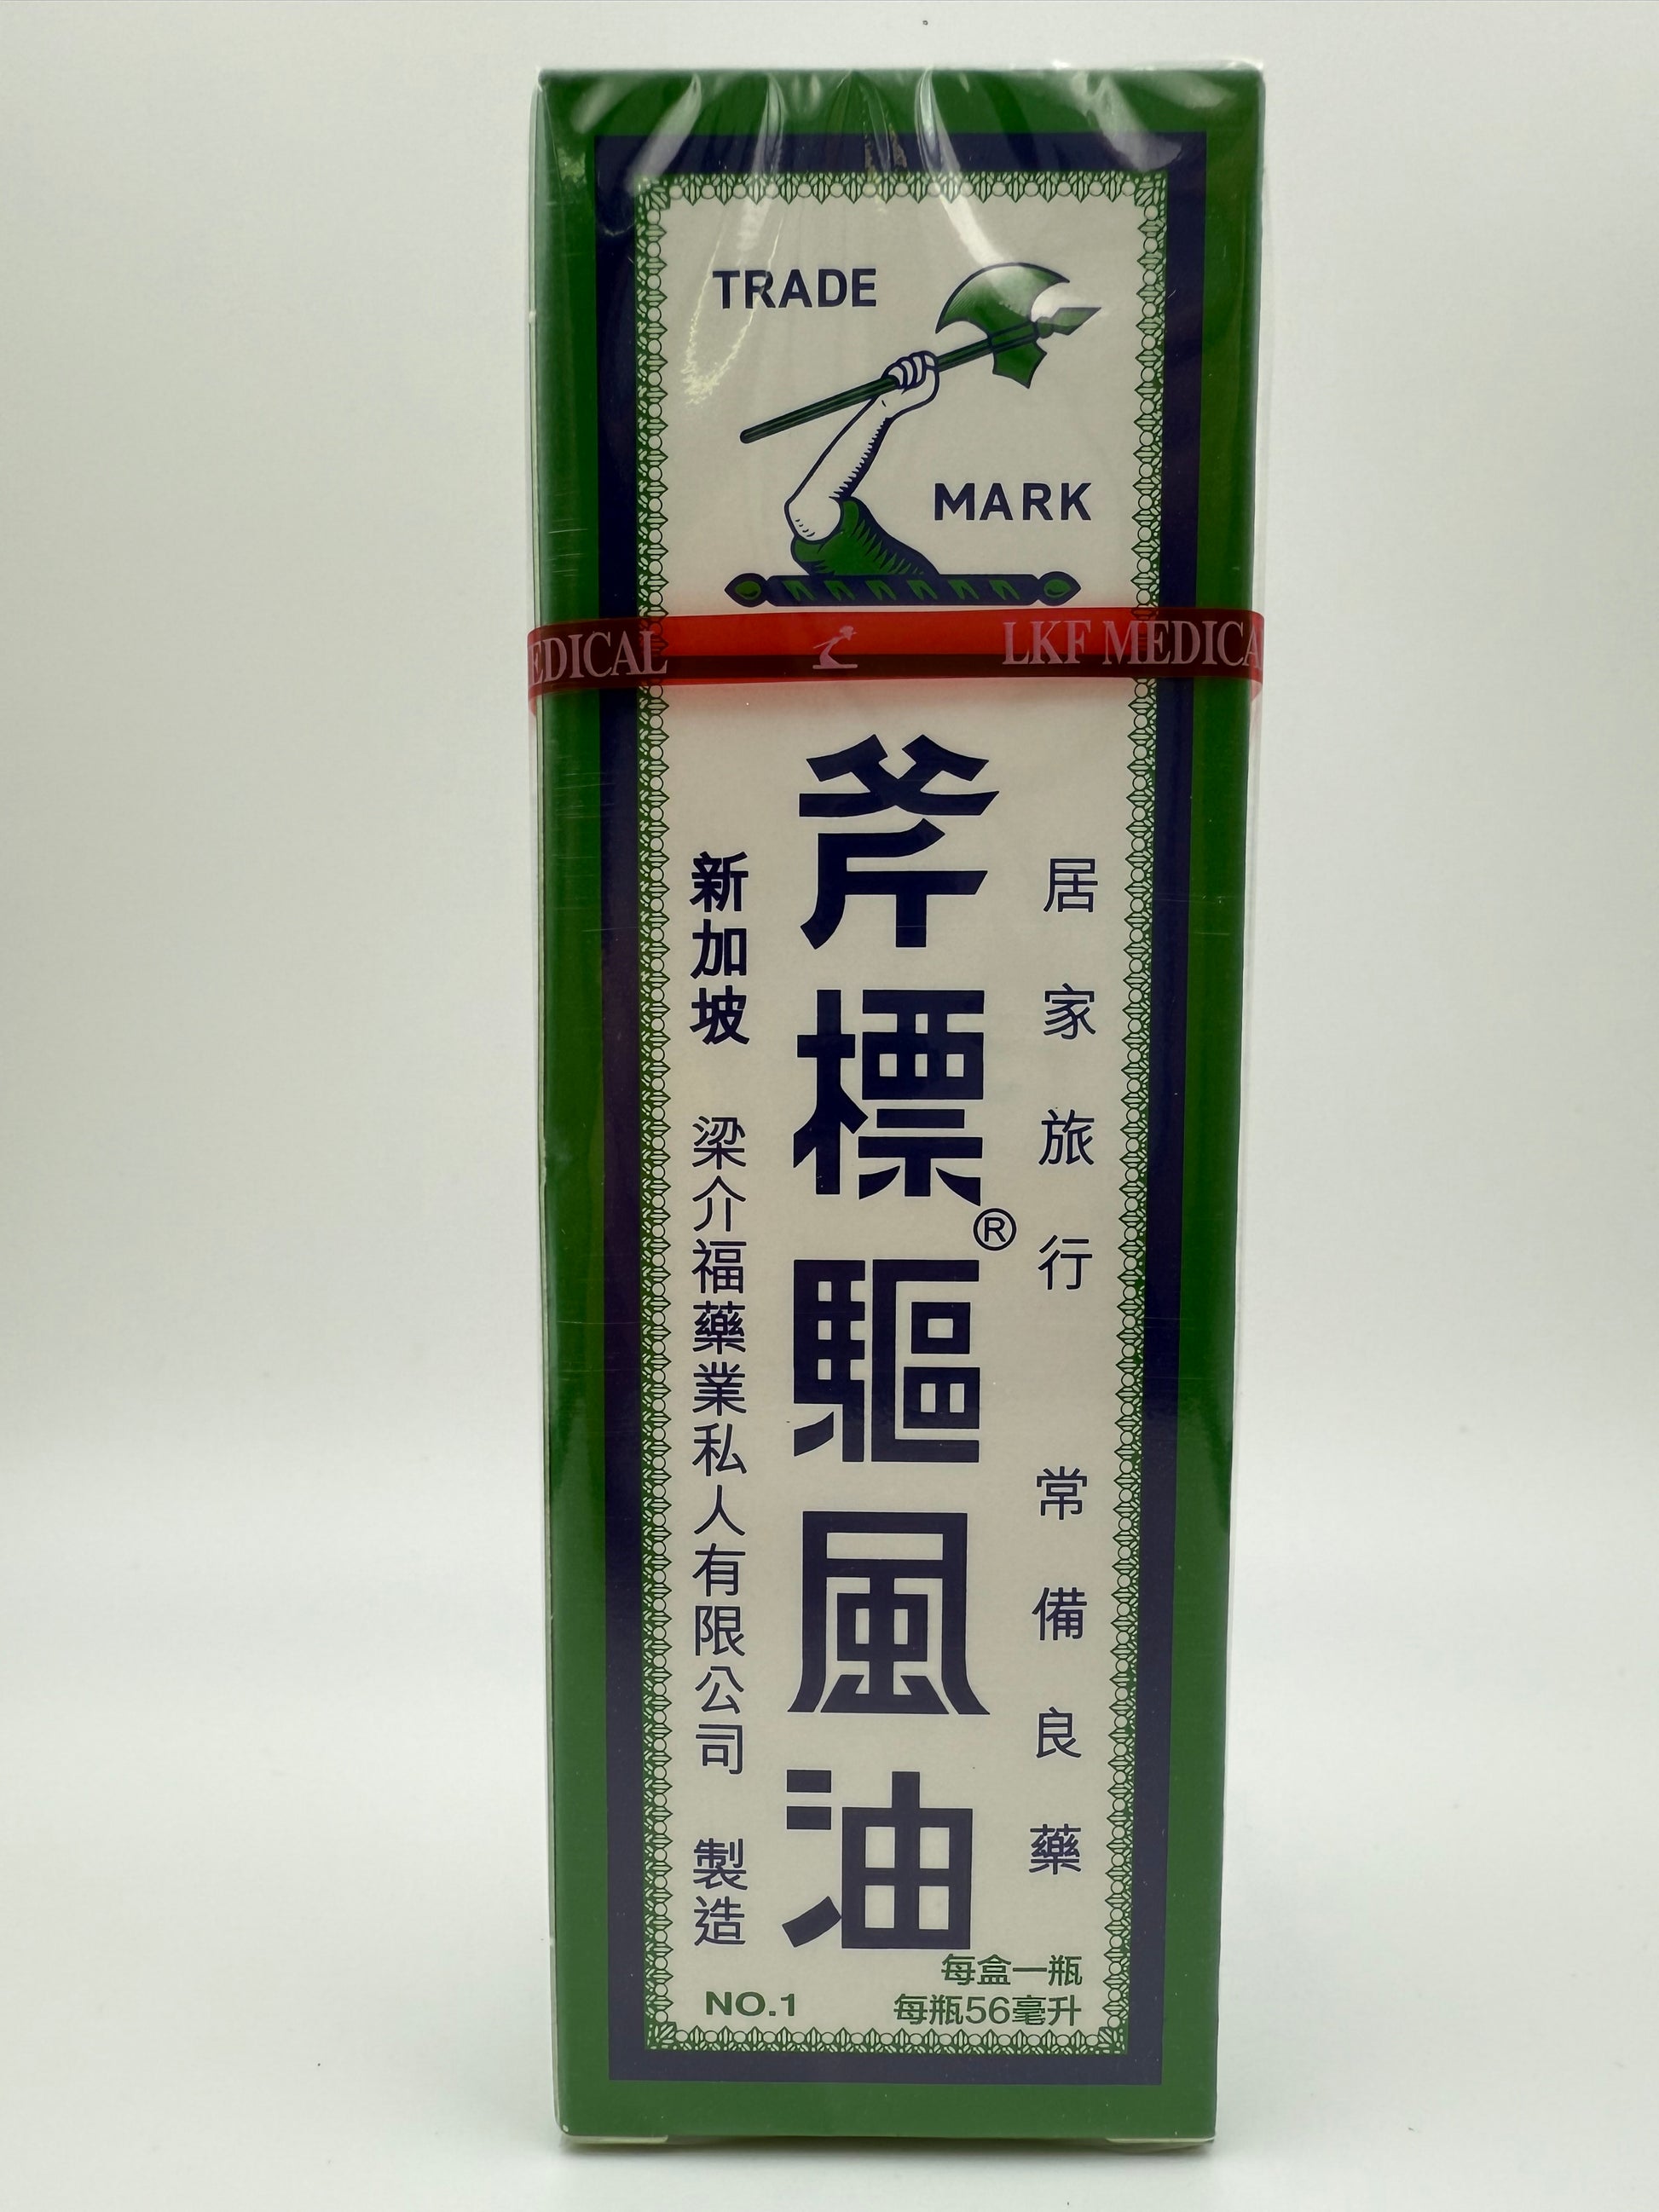 TRADE
MARK
EDICAL
LKF MEDICA
居家旅行 常備良藥
斧標驅風油
®
新加坡 梁介福藥業私人有限公司 製造
每盒一瓶
NO.1
每瓶56毫升